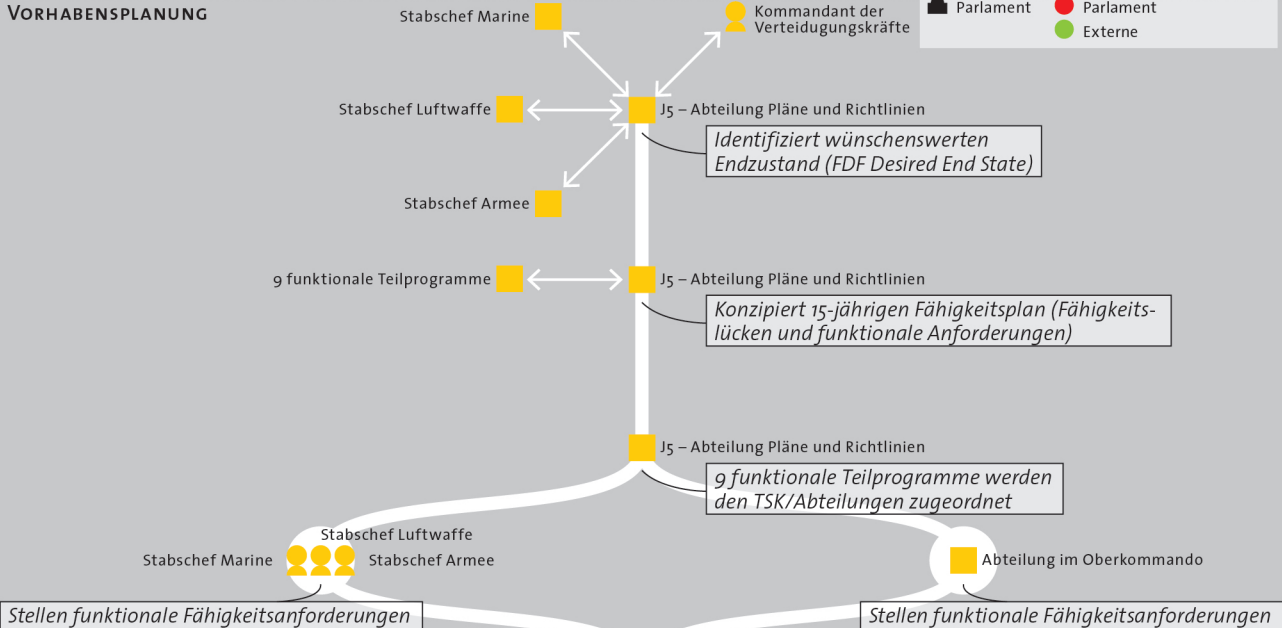 Vorhabensplanung
Stabschef Marine
Kommandant der
Verteidugungskräfte
Parlament
Parlament
Externe
Stabschef Luftwaffe
J5 – Abteilung Pläne und Richtlinien
Identifiziert wünschenswerten
Endzustand (FDF Desired End State)
Stabschef Armee
9 funktionale Teilprogramme
J5 – Abteilung Pläne und Richtlinien
Konzipiert 15-jährigen Fähigkeitsplan (Fähigkeits-
lücken und funktionale Anforderungen)
J5 – Abteilung Pläne und Richtlinien
9 funktionale Teilprogramme werden
den TSK/Abteilungen zugeordnet
Stabschef Luftwaffe
Stabschef Marine
Stabschef Armee
Abteilung im Oberkommando
Stellen funktionale Fähigkeitsanforderungen
Stellen funktionale Fähigkeitsanforderungen